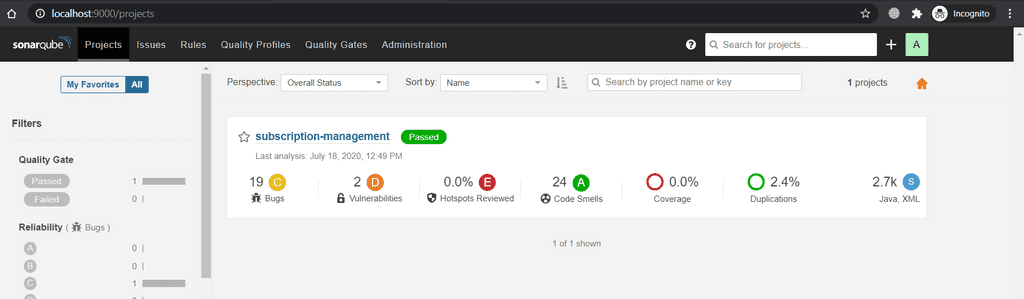 localhost:9000/projects
Incognito
sonarqube Projects Issues Rules Quality Profiles Quality Gates Administration ? Search for projects... A
My Favorites All
Perspective: Overall Status Sort by: Name Search by project name or key 1 projects
Filters
subscription-management Passed
Last analysis: July 18, 2020, 12:49 PM
Quality Gate
Passed 1
Failed 0
19 C 2 D 0.0% E 24 A 0.0% 2.4% 2.7k S
Bugs Vulnerabilities Hotspots Reviewed Code Smells Coverage Duplications Java, XML
Reliability ( Bugs )
A 0
B 0
C 1
0
1 of 1 shown